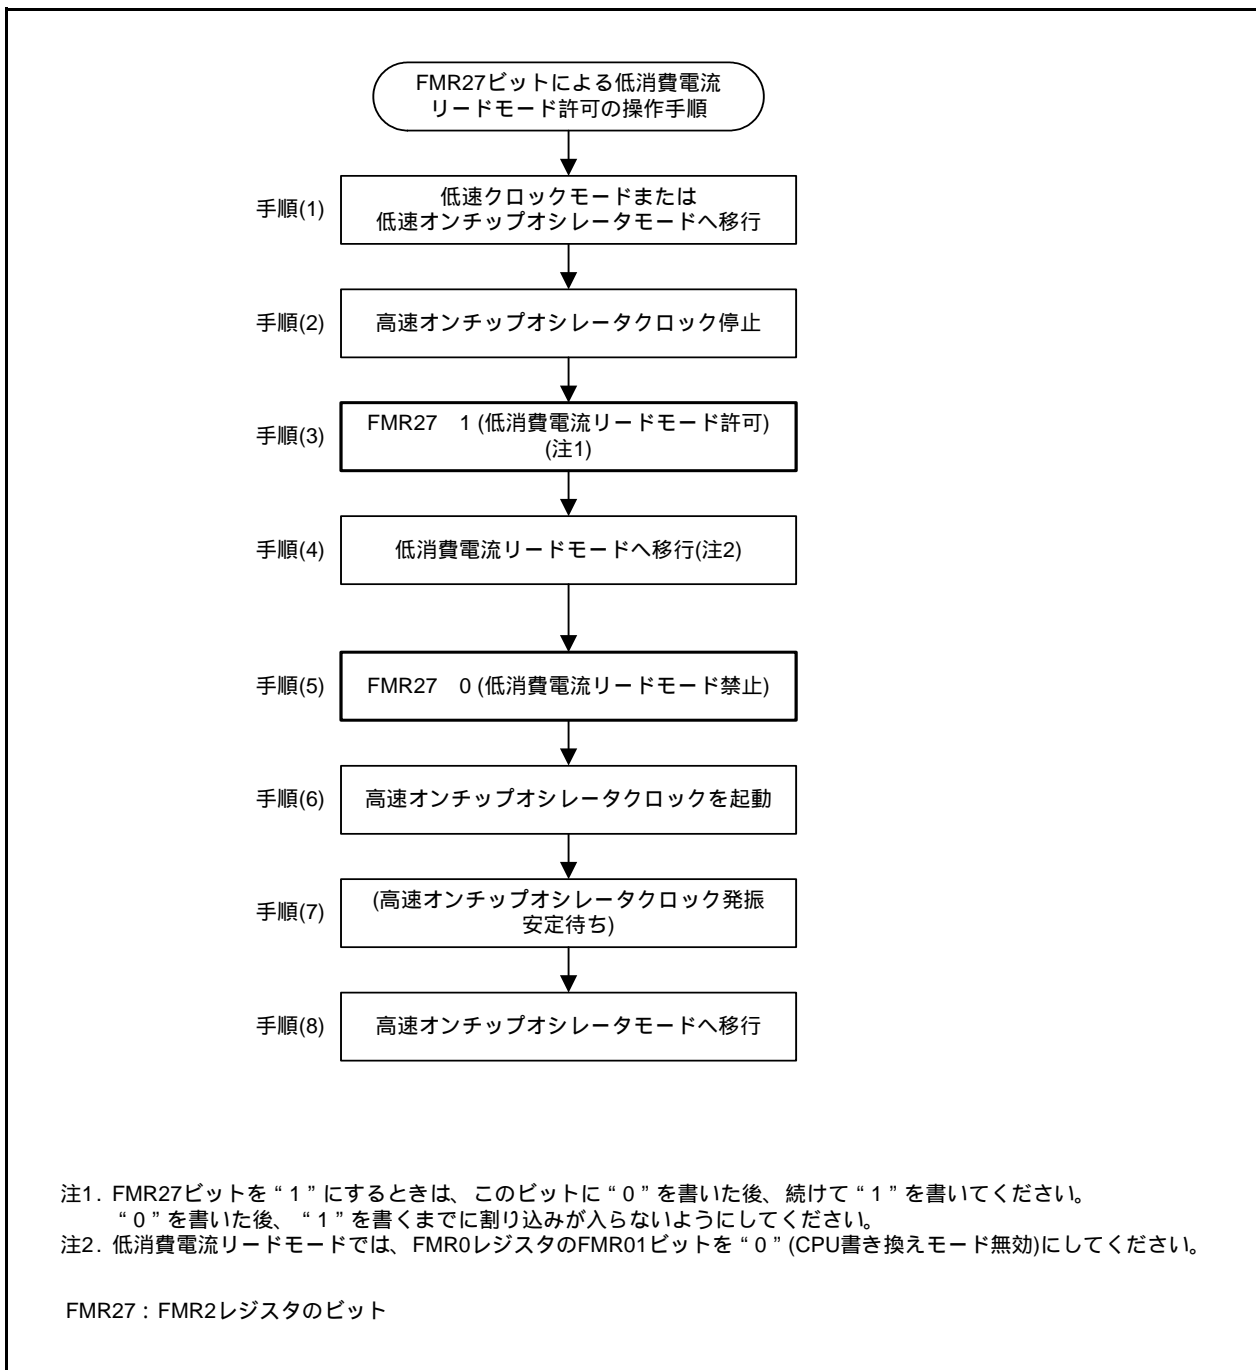 FMR27ビットによる低消費電流
リードモード許可の操作手順
手順(1)
低速クロックモードまたは
低速オンチップオシレータモードへ移行
手順(2)
高速オンチップオシレータクロック停止
手順(3)
FMR27　1 (低消費電流リードモード許可)
(注1)
手順(4)
低消費電流リードモードへ移行(注2)
手順(5)
FMR27　0 (低消費電流リードモード禁止)
手順(6)
高速オンチップオシレータクロックを起動
手順(7)
(高速オンチップオシレータクロック発振
安定待ち)
手順(8)
高速オンチップオシレータモードへ移行
注1. FMR27ビットを“1”にするときは、このビットに“0”を書いた後、続けて“1”を書いてください。
“0”を書いた後、“1”を書くまでに割り込みが入らないようにしてください。
注2. 低消費電流リードモードでは、FMR0レジスタのFMR01ビットを“0”(CPU書き換えモード無効)にしてください。
FMR27：FMR2レジスタのビット